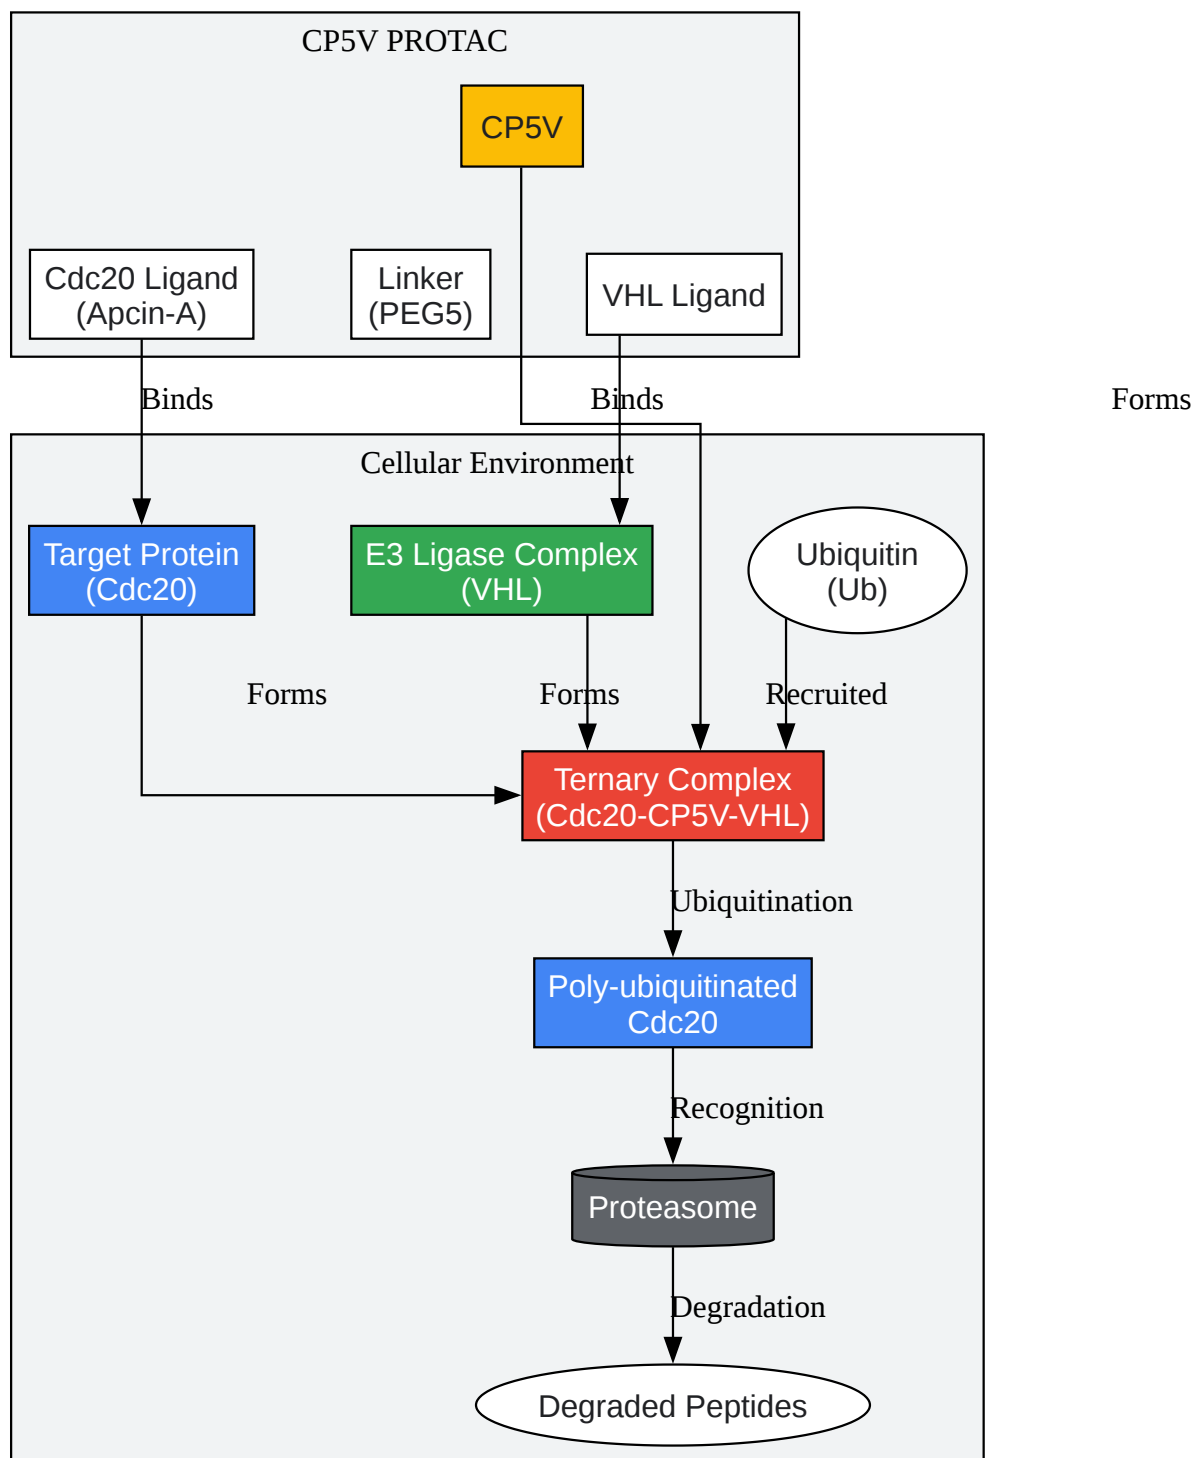 CP5V PROTAC
CP5V
Cdc20 Ligand
(Apcin-A)
Linker
(PEG5)
VHL Ligand
Binds
Binds
Forms
Cellular Environment
Target Protein
(Cdc20)
E3 Ligase Complex
(VHL)
Ubiquitin
(Ub)
Forms
Forms
Recruited
Ternary Complex
(Cdc20-CP5V-VHL)
Ubiquitination
Poly-ubiquitinated
Cdc20
Recognition
Proteasome
Degradation
Degraded Peptides